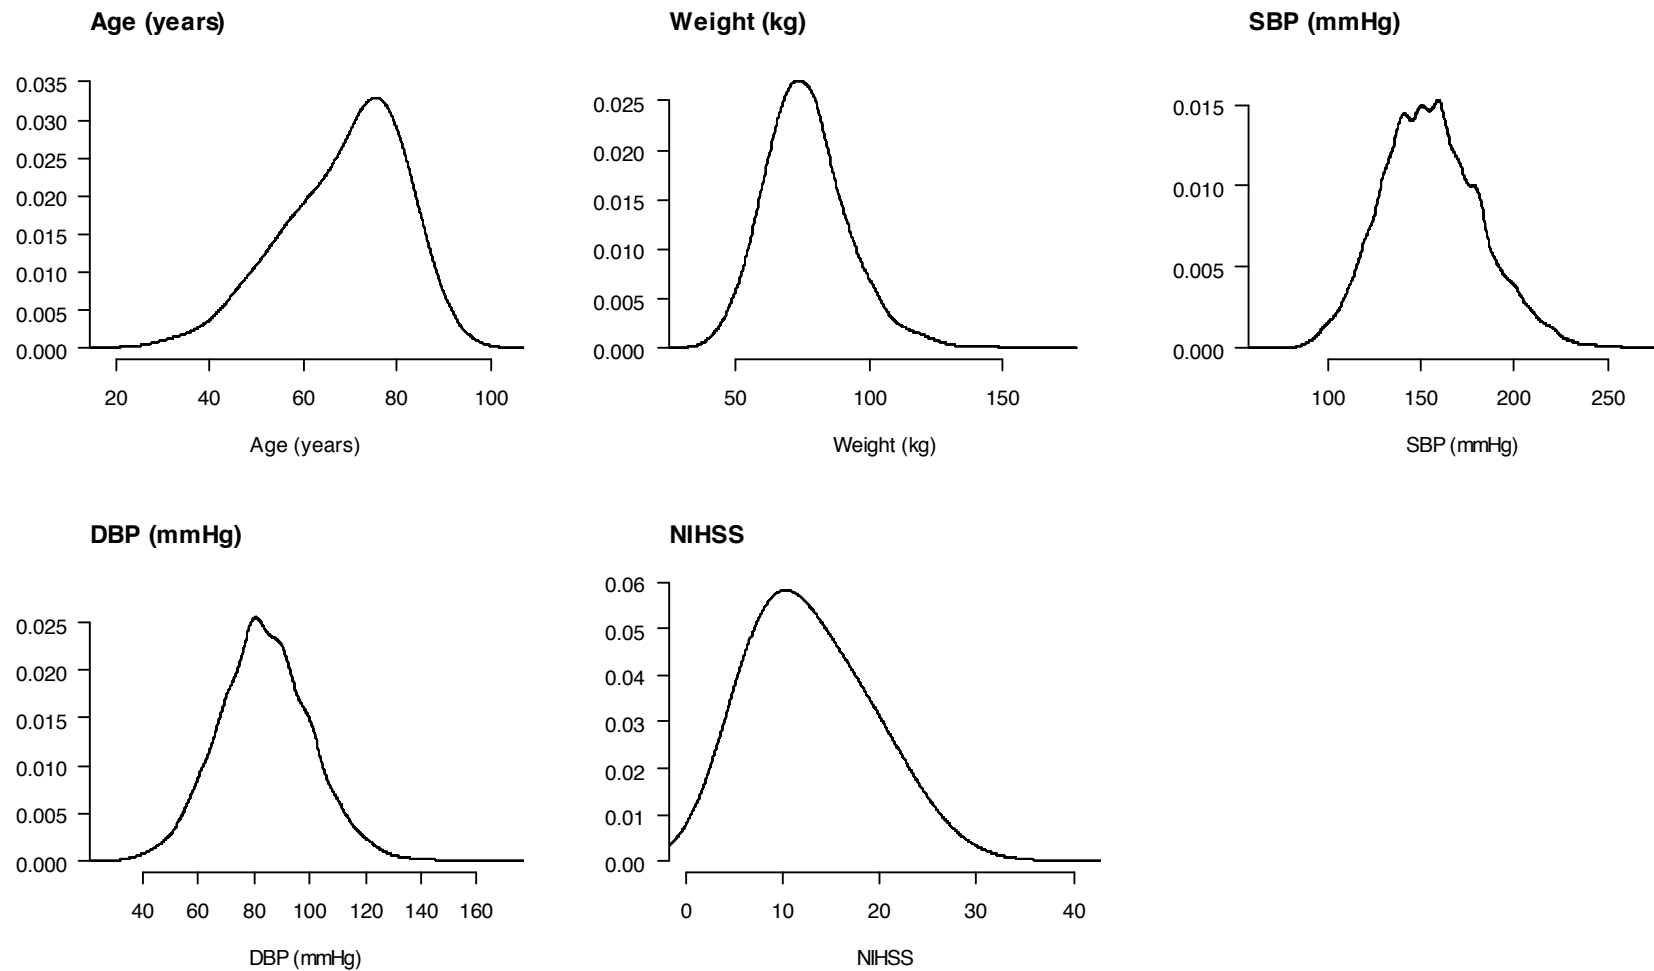 Age (years)
0.035
0.030
0.025
0.020
0.015
0.010
0.005
0.000
20 40 60 80 100
Age (years)
Weight (kg)
0.025
0.020
0.015
0.010
0.005
0.000
50 100 150
Weight (kg)
SBP (mmHg)
0.015
0.010
0.005
0.000
100 150 200 250
SBP (mmHg)
DBP (mmHg)
0.025
0.020
0.015
0.010
0.005
0.000
40 60 80 100 120 140 160
DBP (mmHg)
NIHSS
0.06
0.05
0.04
0.03
0.02
0.01
0.00
0 10 20 30 40
NIHSS